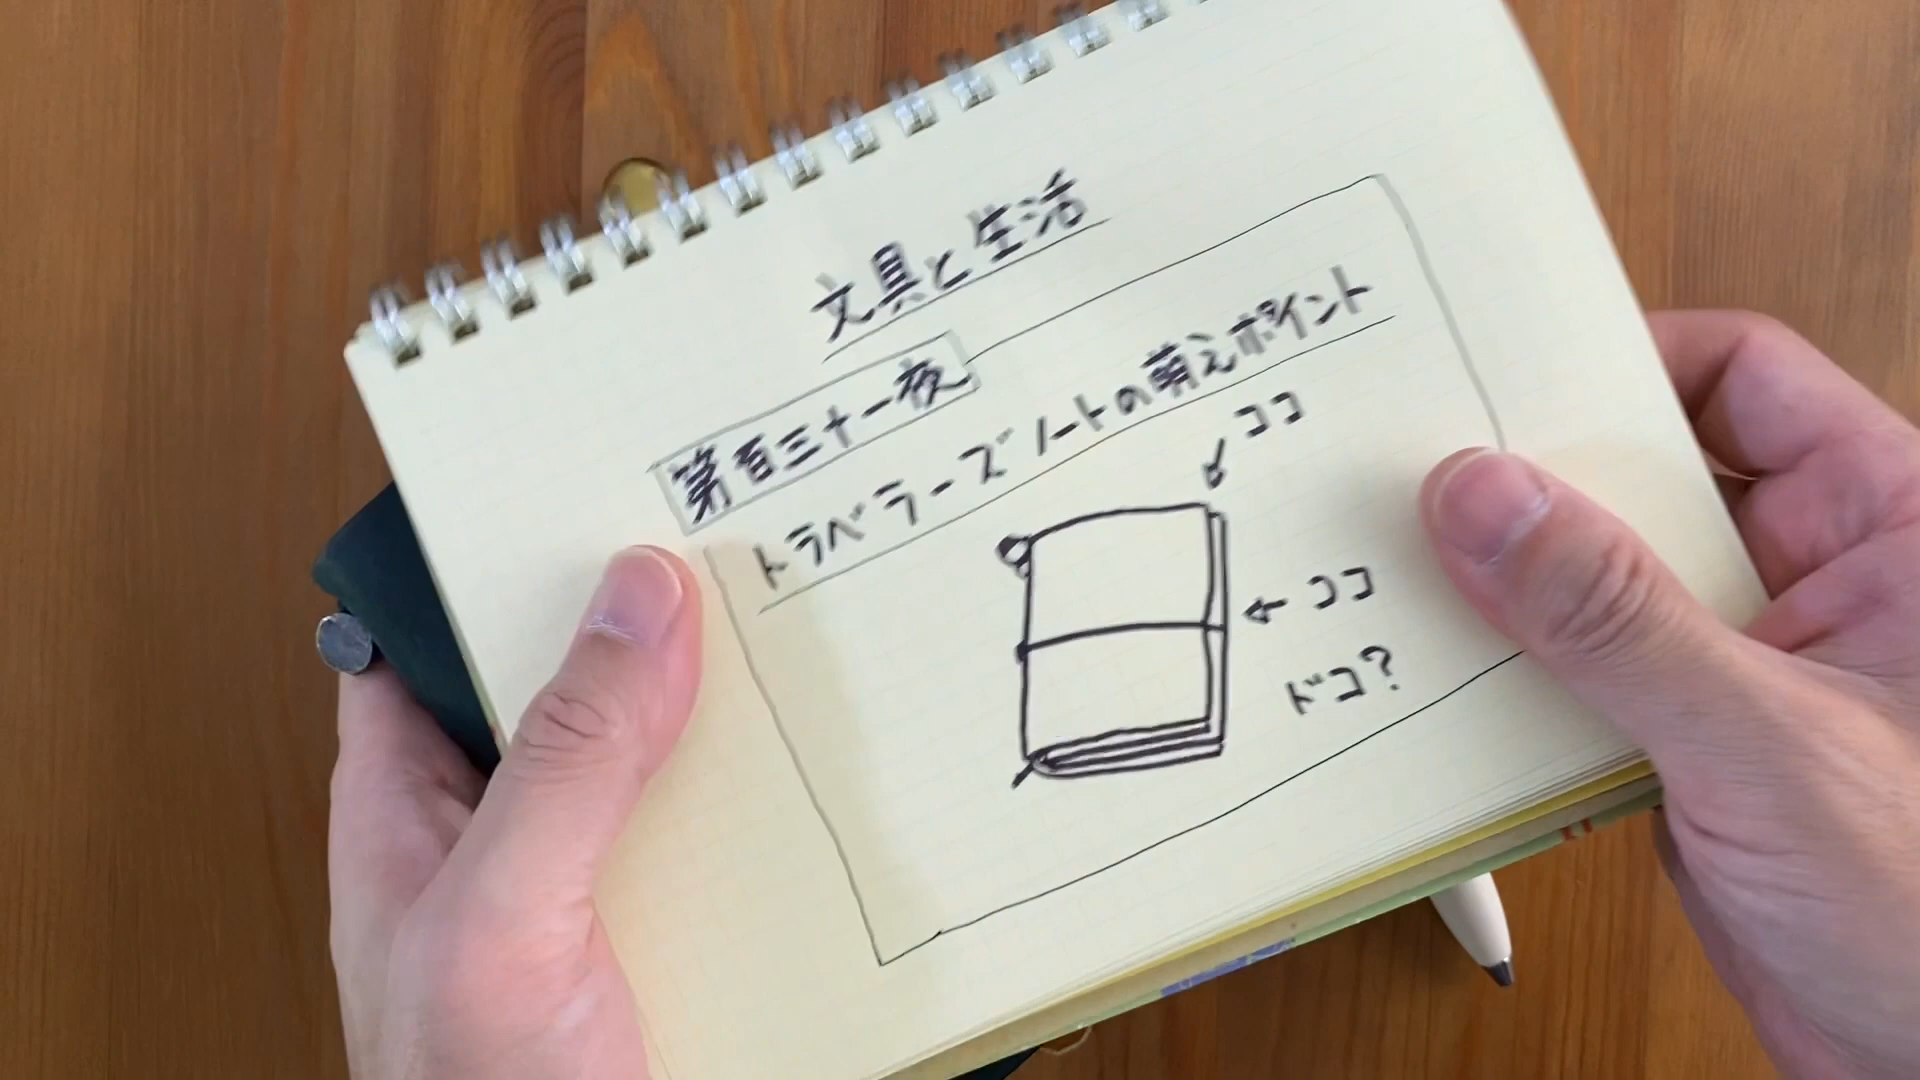 文具と生活
第百三十一夜
トラベラーズノートの萌えポイント
ココ
ココ
ドコ?